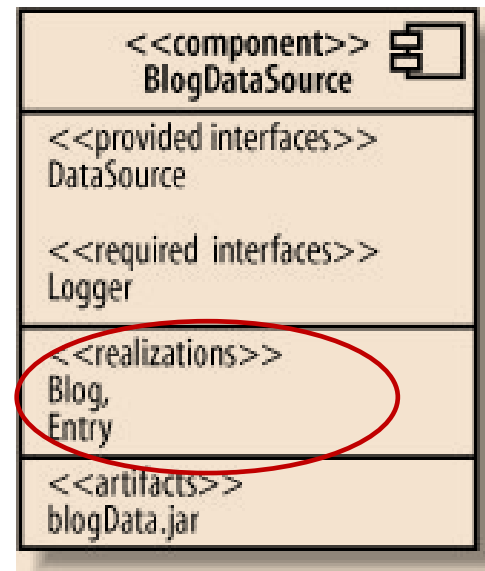 <<component>>
BlogDataSource
<<provided interfaces>>
DataSource
<<required interfaces>>
Logger
<<realizations>>
Blog,
Entry
<<artifacts>>
blogData.jar